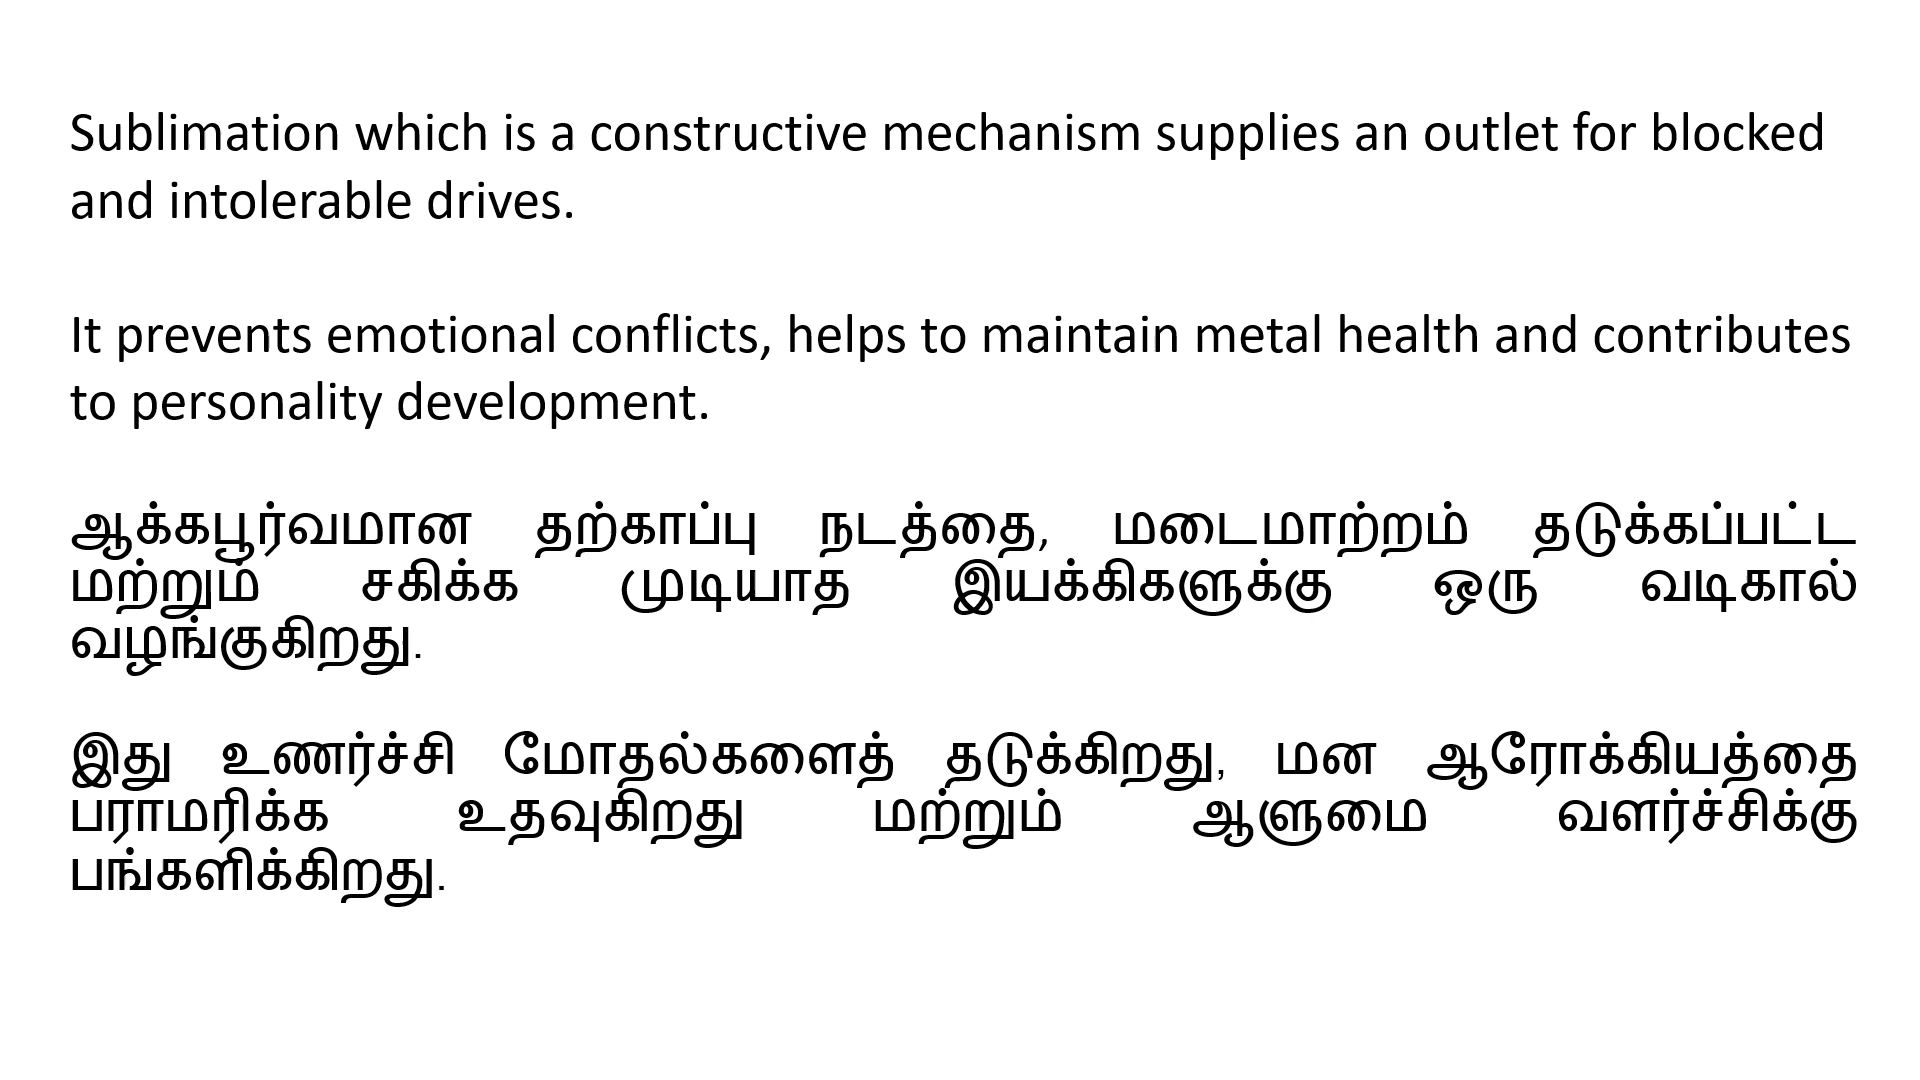 Sublimation which is a constructive mechanism supplies an outlet for blocked
and intolerable drives.
It prevents emotional conflicts, helps to maintain metal health and contributes
to personality development.
ஆக்கபூர்வமான தற்காப்பு நடத்தை, மடைமாற்றம் தடுக்கப்பட்ட
மற்றும் சகிக்க முடியாத இயக்கிகளுக்கு ஒரு வடிகால்
வழங்குகிறது.
இது உணர்ச்சி மோதல்களைத் தடுக்கிறது, மன ஆரோக்கியத்தை
பராமரிக்க உதவுகிறது மற்றும் ஆளுமை வளர்ச்சிக்கு
பங்களிக்கிறது.